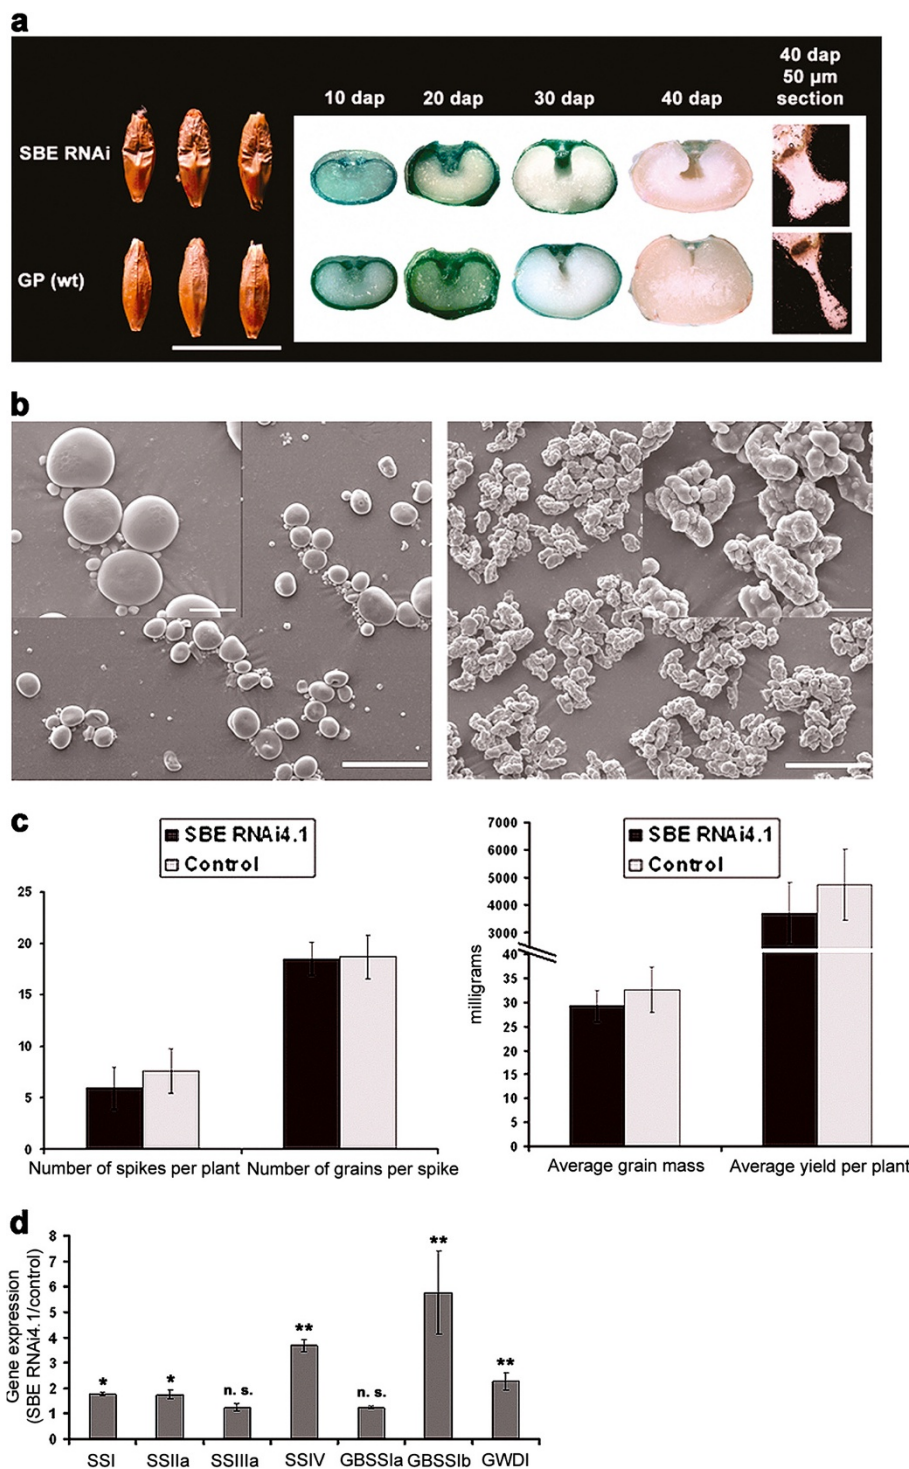 a
40 dap
50 µm
section
10 dap 20 dap 30 dap 40 dap
SBE RNAi
GP (wt)
b
c
SBE RNAi4.1
Control
25
20
15
10
5
0
Number of spikes per plant Number of grains per spike
SBE RNAi4.1
Control
milligrams
7000
6000
5000
4000
3000
40
35
30
25
20
15
10
5
0
Average grain mass Average yield per plant
d
Gene expression
(SBE RNAi4.1/control)
8
7
6
5
4
3
2
1
0
* * n. s. ** n. s. ** **
SSI SSIIa SSIIIa SSIV GBSSIa GBSSIb GWDI